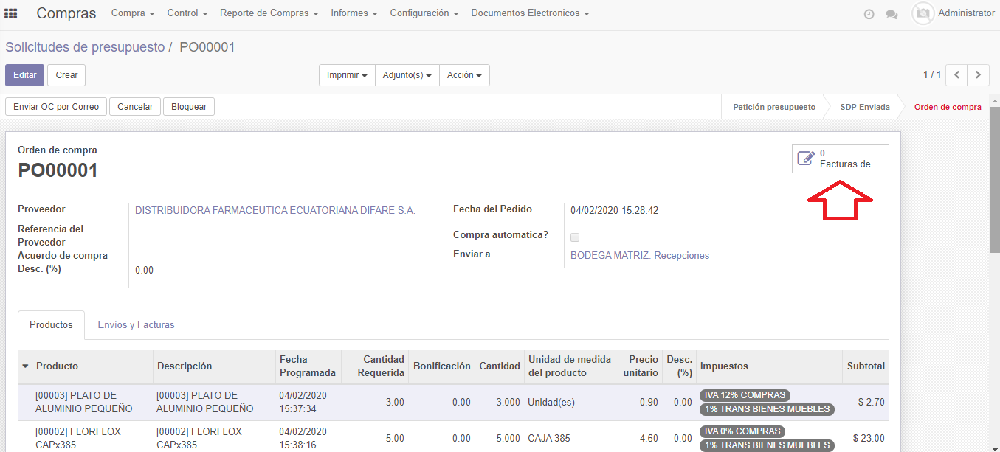 Compras Compra Control Reporte de Compras Informes Configuración Documentos Electronicos Administrator
Solicitudes de presupuesto / PO00001
Editar Crear Imprimir Adjunto(s) Acción 1 / 1
Enviar OC por Correo Cancelar Bloquear Petición presupuesto SDP Enviada Orden de compra
Orden de compra
PO00001
0
Facturas de ...
Proveedor DISTRIBUIDORA FARMACEUTICA ECUATORIANA DIFARE S.A.
Referencia del
Proveedor
Acuerdo de compra
Desc. (%) 0.00
Fecha del Pedido 04/02/2020 15:28:42
Compra automatica?
Enviar a BODEGA MATRIZ: Recepciones
Productos Envíos y Facturas
Producto Descripción Fecha Programada Cantidad Requerida Bonificación Cantidad Unidad de medida del producto Precio unitario Desc. (%) Impuestos Subtotal
[00003] PLATO DE [00003] PLATO DE 04/02/2020 IVA 12% COMPRAS
ALUMINIO PEQUEÑO ALUMINIO PEQUEÑO 15:37:34 3.00 0.00 3.000 Unidad(es) 0.90 0.00 1% TRANS BIENES MUEBLES $ 2.70
[00002] FLORFLOX [00002] FLORFLOX 04/02/2020 IVA 0% COMPRAS
CAPx385 CAPx385 15:38:16 5.00 0.00 5.000 CAJA 385 4.60 0.00 1% TRANS BIENES MUEBLES $ 23.00